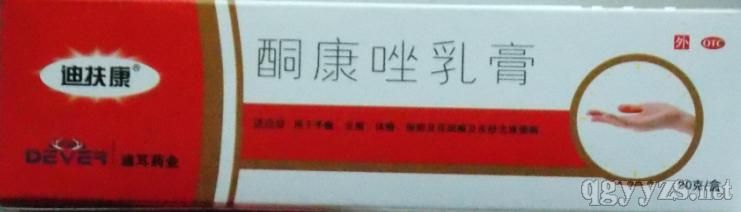 迪扶康®
DEVER 迪耳药业
酮康唑乳膏
外 OTC
适应症：用于手癣、足癣、体癣、股癣及花斑癣及皮肤念珠菌病
20克/盒
qgyyzs.net